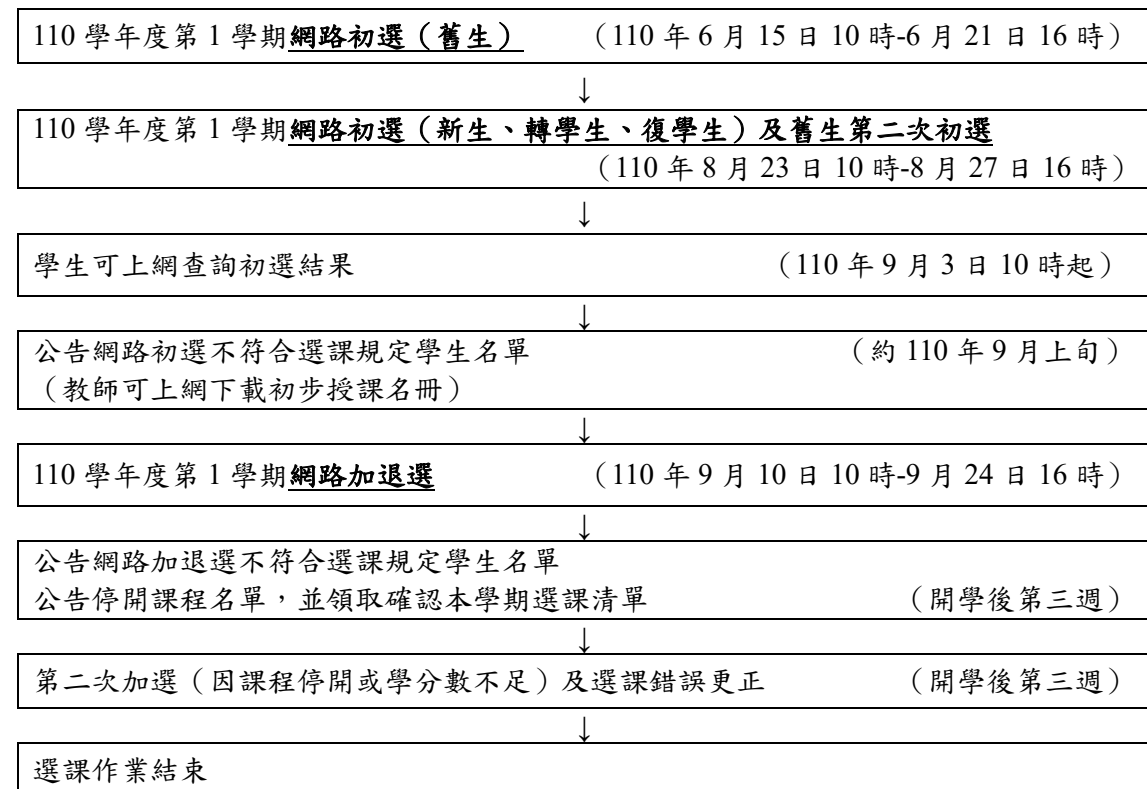 110 學年度第 1 學期網路初選（舊生） （110 年 6 月 15 日 10 時-6 月 21 日 16 時）
↓
110 學年度第 1 學期網路初選（新生、轉學生、復學生）及舊生第二次初選
（110 年 8 月 23 日 10 時-8 月 27 日 16 時）
↓
學生可上網查詢初選結果 （110 年 9 月 3 日 10 時起）
↓
公告網路初選不符合選課規定學生名單 （約 110 年 9 月上旬）
（教師可上網下載初步授課名冊）
↓
110 學年度第 1 學期網路加退選 （110 年 9 月 10 日 10 時-9 月 24 日 16 時）
↓
公告網路加退選不符合選課規定學生名單
公告停開課程名單，並領取確認本學期選課清單 （開學後第三週）
↓
第二次加選（因課程停開或學分數不足）及選課錯誤更正 （開學後第三週）
↓
選課作業結束